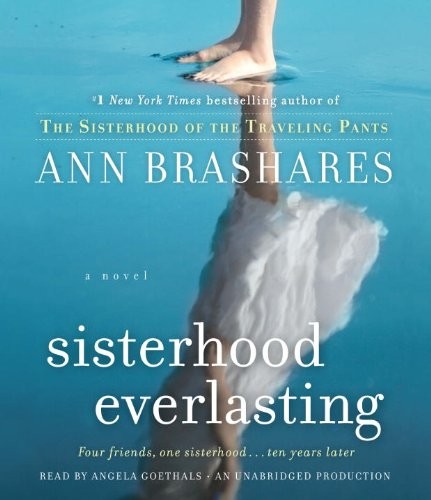 #1 New York Times bestselling author of
THE SISTERHOOD OF THE TRAVELING PANTS
ANN BRASHARES
a novel
sisterhood
everlasting
Four friends, one sisterhood...ten years later
READ BY ANGELA GOETHALS • AN UNABRIDGED PRODUCTION